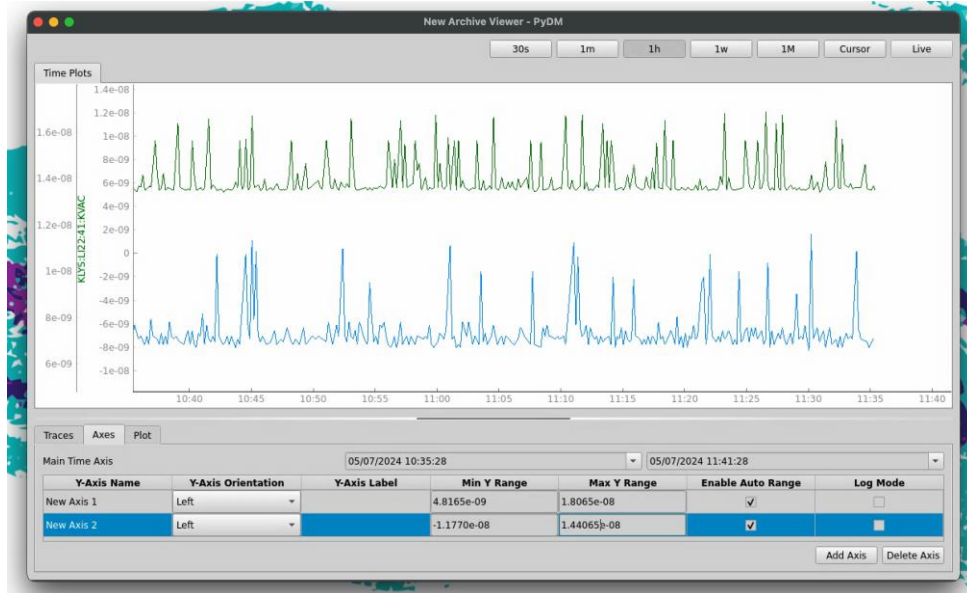 New Archive Viewer - PyDM
30s 1m 1h 1w 1M Cursor Live
Time Plots
1.4e-08
1.2e-08
1.6e-08
1e-08
8e-09
1.4e-08
6e-09
4e-09
1.2e-08
2e-09
KLYS:LI22:41:KVAC
0
1e-08
-2e-09
-4e-09
8e-09
-6e-09
-8e-09
6e-09
-1e-08
10:40 10:45 10:50 10:55 11:00 11:05 11:10 11:15 11:20 11:25 11:30 11:35 11:40
Traces Axes Plot
Main Time Axis 05/07/2024 10:35:28 05/07/2024 11:41:28
Y-Axis Name Y-Axis Orientation Y-Axis Label Min Y Range Max Y Range Enable Auto Range Log Mode
New Axis 1 Left 4.8165e-09 1.8065e-08
New Axis 2 Left -1.1770e-08 1.44065e-08
Add Axis Delete Axis